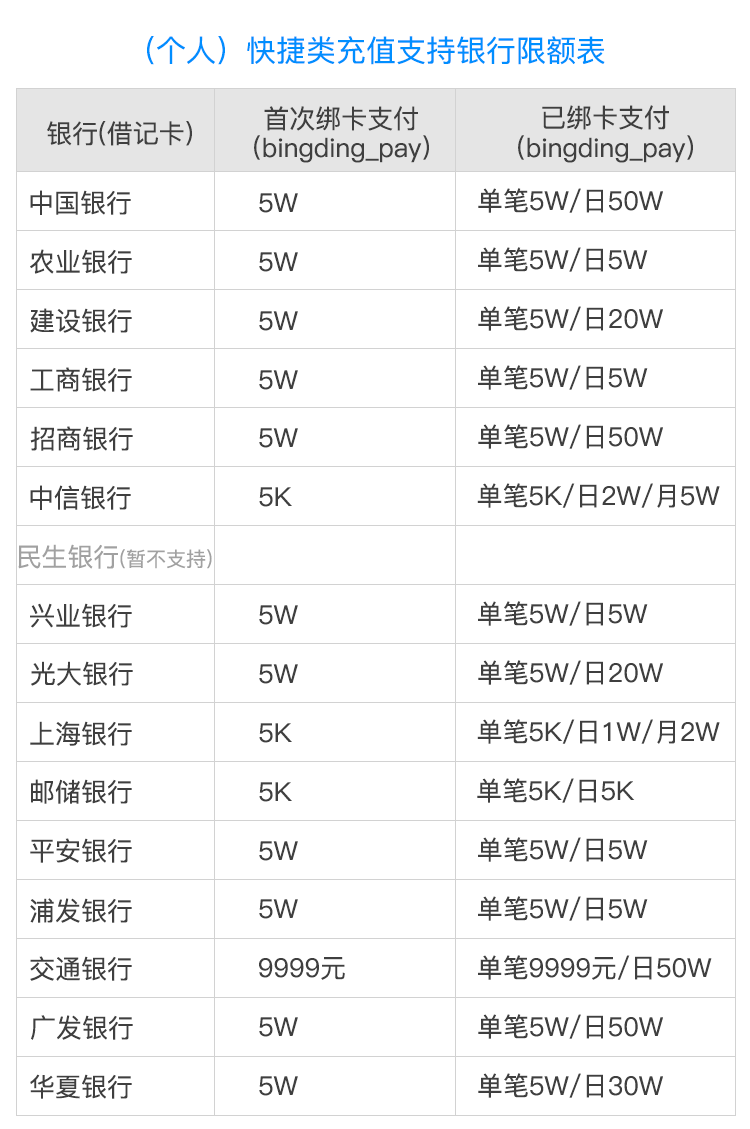 （个人）快捷类充值支持银行限额表
银行(借记卡) 首次绑卡支付 已绑卡支付
(bingding_pay) (bingding_pay)
中国银行 5W 单笔5W/日50W
农业银行 5W 单笔5W/日5W
建设银行 5W 单笔5W/日20W
工商银行 5W 单笔5W/日5W
招商银行 5W 单笔5W/日50W
中信银行 5K 单笔5K/日2W/月5W
民生银行(暂不支持)
兴业银行 5W 单笔5W/日5W
光大银行 5W 单笔5W/日20W
上海银行 5K 单笔5K/日1W/月2W
邮储银行 5K 单笔5K/日5K
平安银行 5W 单笔5W/日5W
浦发银行 5W 单笔5W/日5W
交通银行 9999元 单笔9999元/日50W
广发银行 5W 单笔5W/日50W
华夏银行 5W 单笔5W/日30W